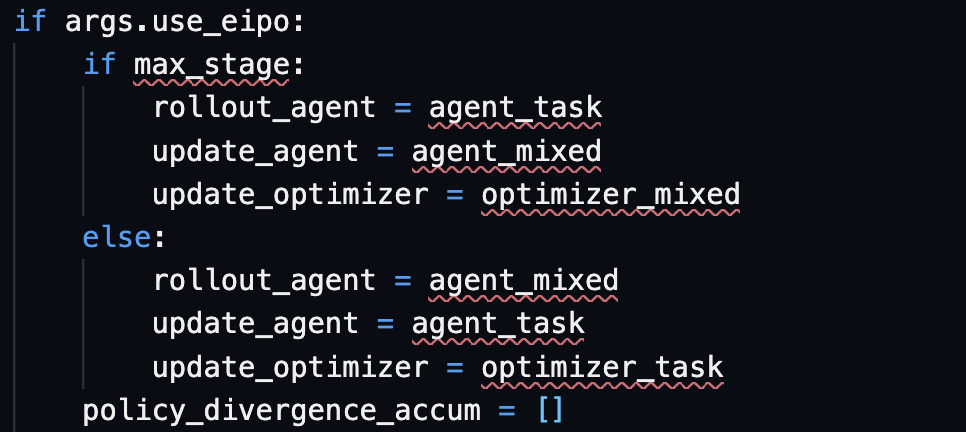 if args.use_eipo:
    if max_stage:
        rollout_agent = agent_task
        update_agent = agent_mixed
        update_optimizer = optimizer_mixed
    else:
        rollout_agent = agent_mixed
        update_agent = agent_task
        update_optimizer = optimizer_task
    policy_divergence_accum = []